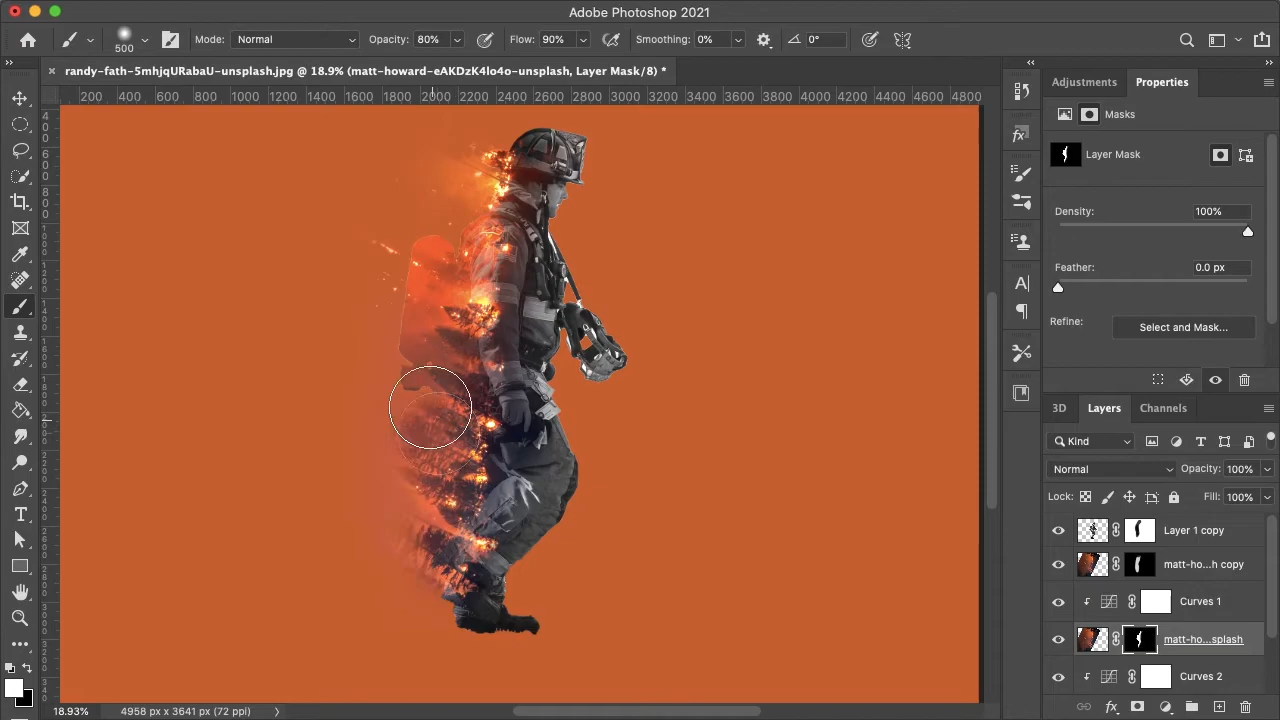 Adobe Photoshop 2021
500 Mode: Normal Opacity: 80% Flow: 90% Smoothing: 0% 0°
randy-fath-5mhjqURabaU-unsplash.jpg @ 18.9% (matt-howard-eAKDzK4lo4o-unsplash, Layer Mask/8) *
200 400 600 800 1000 1200 1400 1600 1800 2000 2200 2400 2600 2800 3000 3200 3400 3600 3800 4000 4200 4400 4600 4800
Adjustments Properties
Masks
Layer Mask
Density: 100%
Feather: 0.0 px
Refine: Select and Mask...
3D Layers Channels
Kind
Normal Opacity: 100%
Lock: Fill: 100%
Layer 1 copy
matt-ho...h copy
Curves 1
matt-ho...splash
Curves 2
18.93% 4958 px x 3641 px (72 ppi)